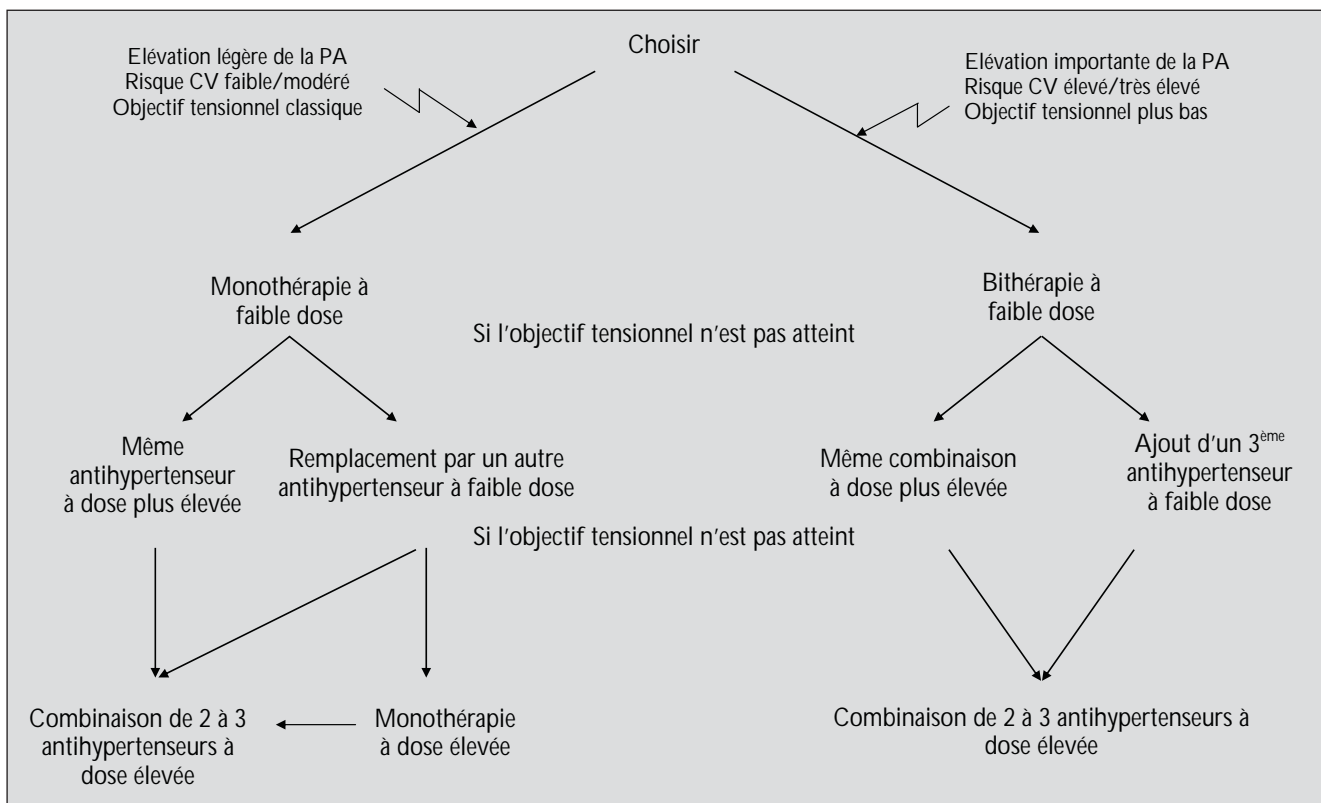 Choisir
Elévation légère de la PA
Risque CV faible/modéré
Objectif tensionnel classique
Elévation importante de la PA
Risque CV élevé/très élevé
Objectif tensionnel plus bas
Monothérapie à
faible dose
Bithérapie à
faible dose
Si l'objectif tensionnel n'est pas atteint
Même
antihypertenseur
à dose plus élevée
Remplacement par un autre
antihypertenseur à faible dose
Même combinaison
à dose plus élevée
Ajout d'un 3ème
antihypertenseur
à faible dose
Si l'objectif tensionnel n'est pas atteint
Combinaison de 2 à 3
antihypertenseurs à
dose élevée
Monothérapie
à dose élevée
Combinaison de 2 à 3 antihypertenseurs à
dose élevée